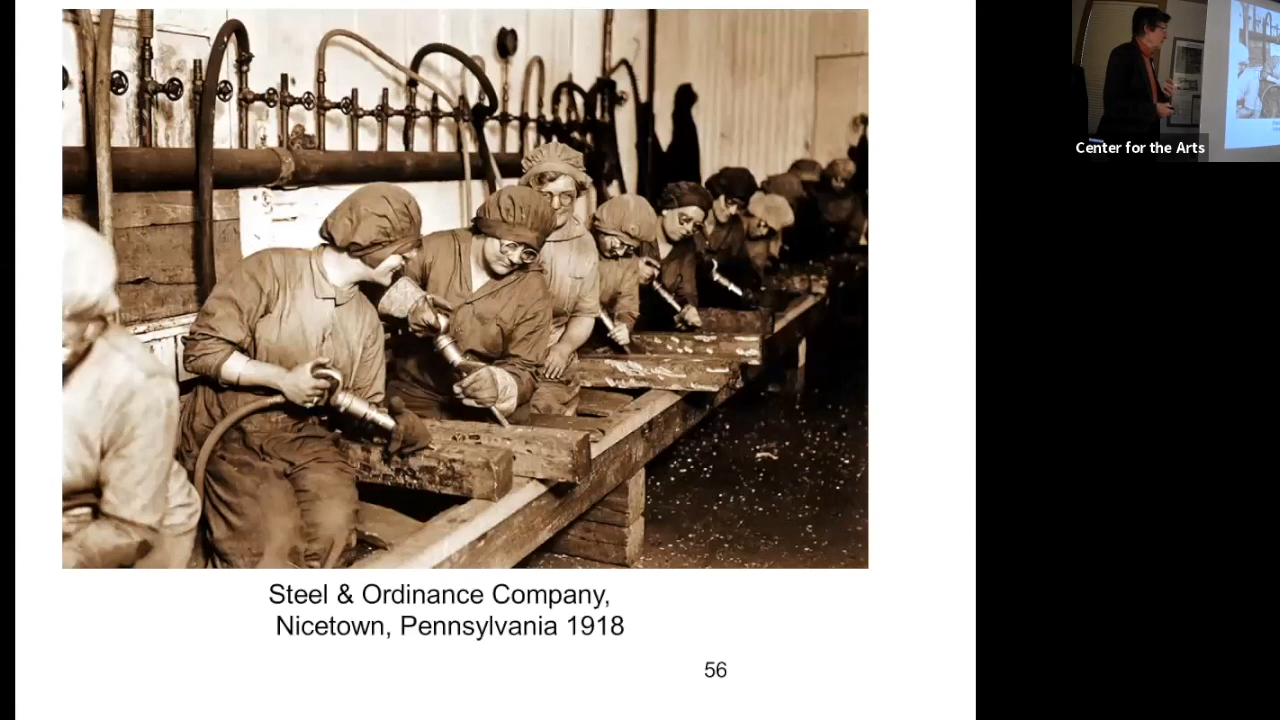 Center for the Arts
Steel & Ordinance Company,
Nicetown, Pennsylvania 1918
56